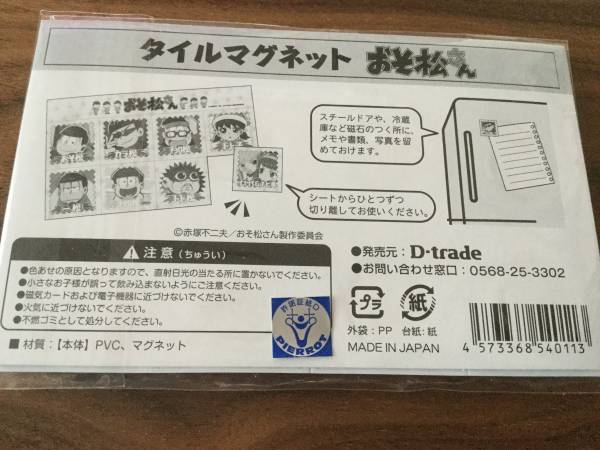 タイルマグネット おそ松さん
おそ松さん
スチールドアや、冷蔵
庫など磁石のつく所に、
メモや書類、写真を留
めておけます。
シートからひとつずつ
切り離してお使いください。
©赤塚不二夫／おそ松さん製作委員会
注意(ちゅうい)
●色あせの原因となりますので、直射日光の当たる所に置かないでください。
●小さなお子様が誤って飲み込まないようにご注意ください。
●磁気カードおよび電子機器に近づけないでください。
●火気に近づけないでください。
●不燃ゴミとして処分してください。
■材質：【本体】PVC、マグネット
許諾証紙
PIERROT
●発売元：D-trade
●お問い合わせ窓口：0568-25-3302
プラ
紙
外袋：PP 台紙：紙
MADE IN JAPAN
4 573368 540113